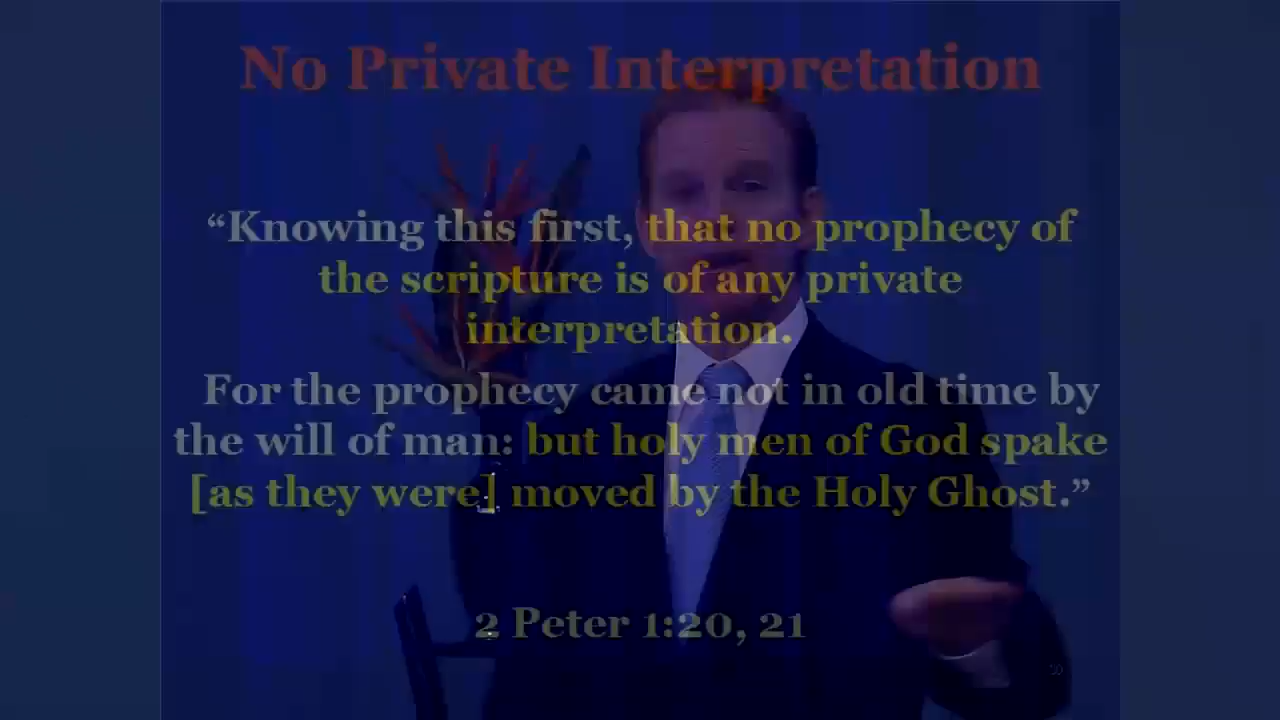 No Private Interpretation
“Knowing this first, that no prophecy of
the scripture is of any private
interpretation.
For the prophecy came not in old time by
the will of man: but holy men of God spake
[as they were] moved by the Holy Ghost.”
2 Peter 1:20, 21
30